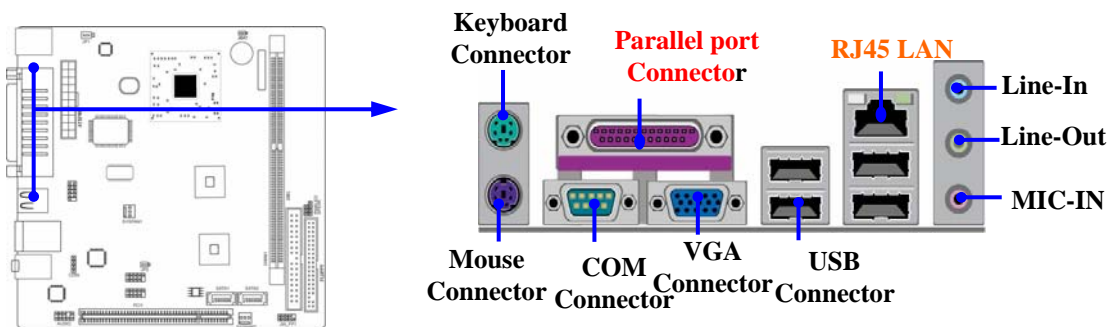 Keyboard
Connector
Parallel port
Connector
RJ45 LAN
Line-In
Line-Out
MIC-IN
Mouse
Connector
COM
Connector
VGA
Connector
USB
Connector